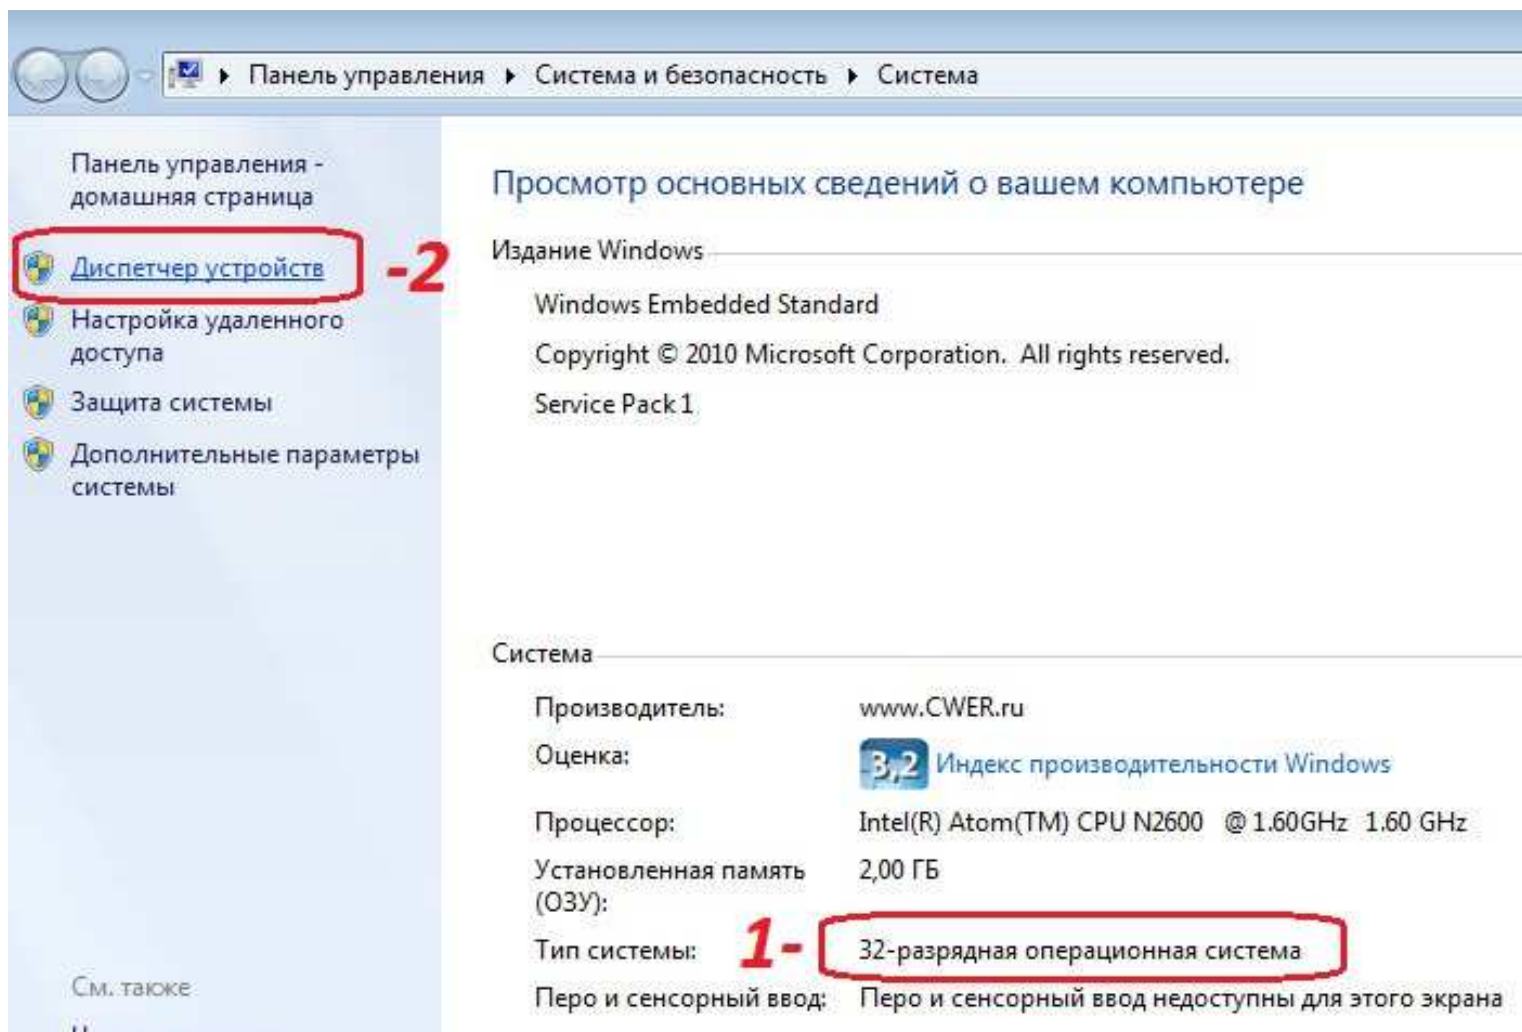 Панель управления ▸ Система и безопасность ▸ Система
Панель управления -
домашняя страница
Диспетчер устройств
-2
Настройка удаленного
доступа
Защита системы
Дополнительные параметры
системы
См. также
Просмотр основных сведений о вашем компьютере
Издание Windows
Windows Embedded Standard
Copyright © 2010 Microsoft Corporation.  All rights reserved.
Service Pack 1
Система
Производитель: www.CWER.ru
Оценка: 3,2 Индекс производительности Windows
Процессор: Intel(R) Atom(TM) CPU N2600   @ 1.60GHz  1.60 GHz
Установленная память 2,00 ГБ
(ОЗУ):
Тип системы: 1- 32-разрядная операционная система
Перо и сенсорный ввод: Перо и сенсорный ввод недоступны для этого экрана